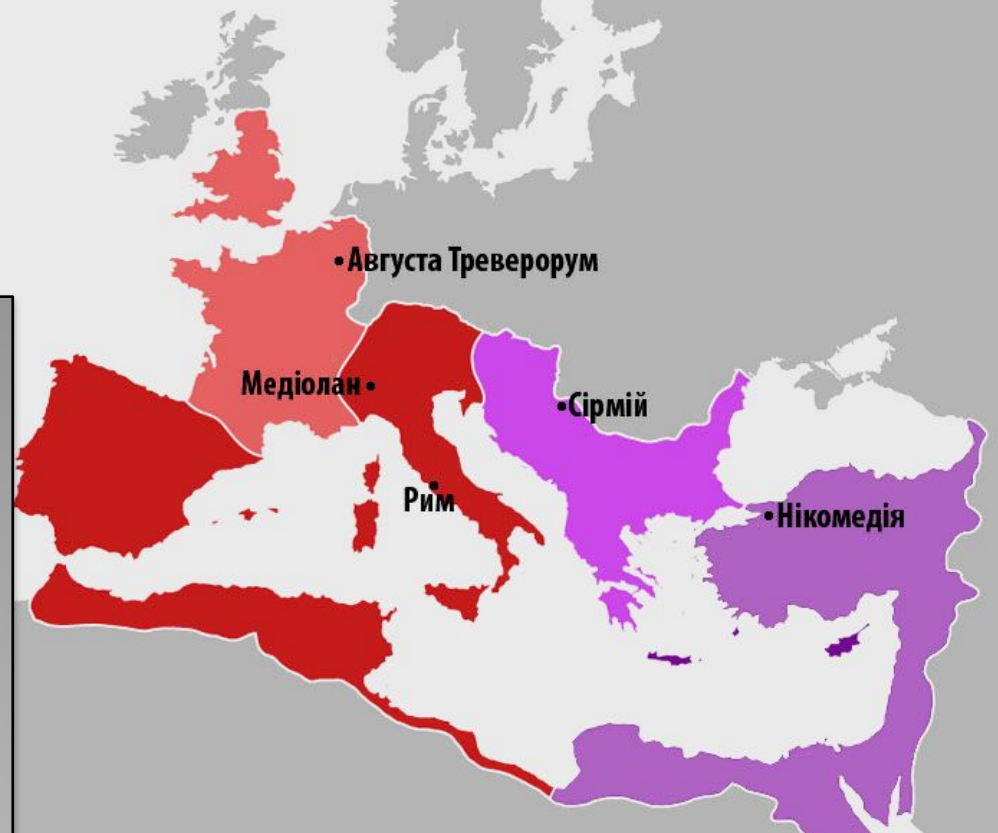 Августа Треверорум
Медіолан
Сірмій
Рим
Нікомедія